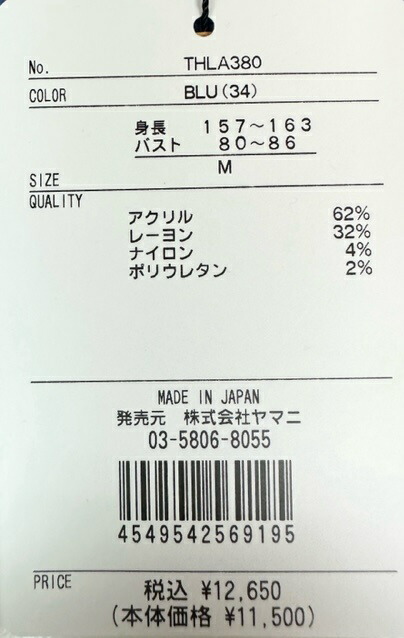 No. THLA380
COLOR BLU(34)
身長 157～163
バスト 80～86
M
SIZE
QUALITY
アクリル 62%
レーヨン 32%
ナイロン 4%
ポリウレタン 2%
MADE IN JAPAN
発売元 株式会社ヤマニ
03-5806-8055
4549542569195
PRICE 税込 ¥12,650
(本体価格 ¥11,500)